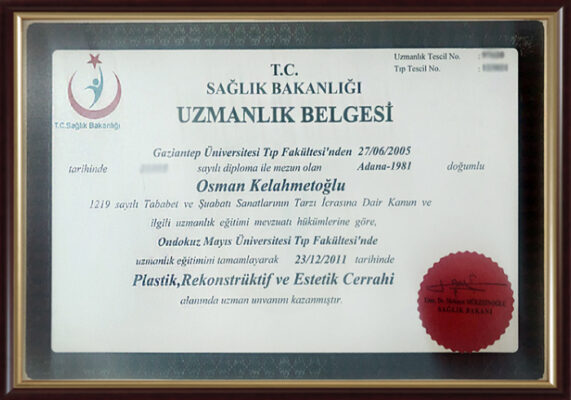 T.C.Sağlık Bakanlığı
T.C.
SAĞLIK BAKANLIĞI
UZMANLIK BELGESİ
Uzmanlık Tescil No. :
Tıp Tescil No. :
Gaziantep Üniversitesi Tıp Fakültesi'nden 27/06/2005
tarihinde sayılı diploma ile mezun olan Adana-1981 doğumlu
Osman Kelahmetoğlu
1219 sayılı Tababet ve Şuabatı Sanatlarının Tarzı İcrasına Dair Kanun ve
ilgili uzmanlık eğitimi mevzuatı hükümlerine göre,
Ondokuz Mayıs Üniversitesi Tıp Fakültesi'nde
uzmanlık eğitimini tamamlayarak 23/12/2011 tarihinde
Plastik,Rekonstrüktif ve Estetik Cerrahi
alanında uzman unvanını kazanmıştır.
SAĞLIK BAKANI